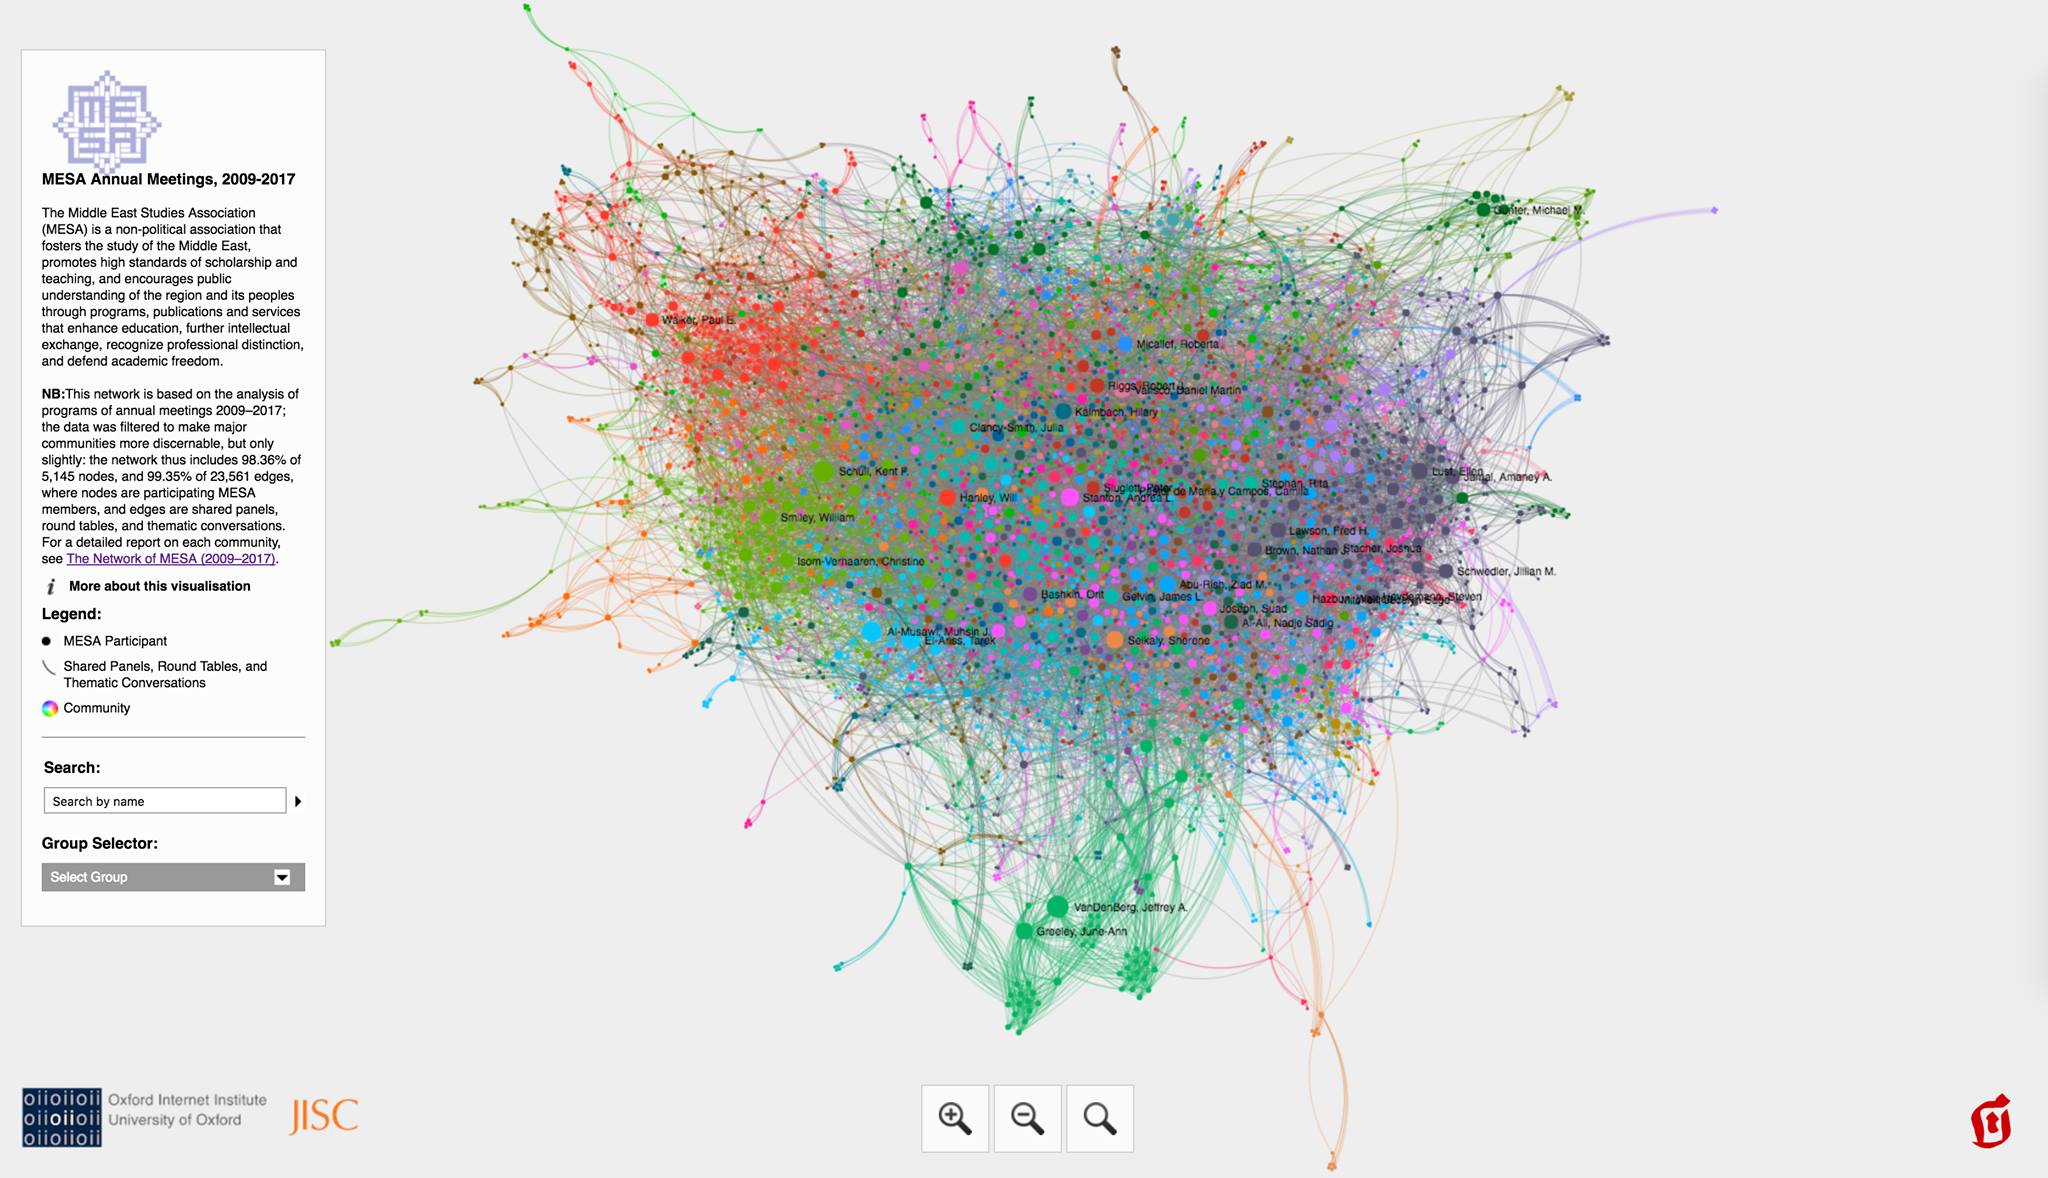 MESA
MESA Annual Meetings, 2009-2017
The Middle East Studies Association
(MESA) is a non-political association that
fosters the study of the Middle East,
promotes high standards of scholarship and
teaching, and encourages public
understanding of the region and its peoples
through programs, publications and services
that enhance education, further intellectual
exchange, recognize professional distinction,
and defend academic freedom.
NB:This network is based on the analysis of
programs of annual meetings 2009–2017;
the data was filtered to make major
communities more discernable, but only
slightly: the network thus includes 98.36% of
5,145 nodes, and 99.35% of 23,561 edges,
where nodes are participating MESA
members, and edges are shared panels,
round tables, and thematic conversations.
For a detailed report on each community,
see The Network of MESA (2009–2017).
i More about this visualisation
Legend:
MESA Participant
Shared Panels, Round Tables, and
Thematic Conversations
Community
Search:
Search by name
Group Selector:
Select Group
Gunter, Michael M.
Walker, Paul E.
Micallef, Roberta
Riggs, Robert J.
Varisco, Daniel Martin
Kalmbach, Hilary
Clancy-Smith, Julia
Schull, Kent F.
Lust, Ellen
Jamal, Amaney A.
Stephan, Rita
Sluglett, Peter
de Maria y Campos, Camila
Hanley, Will
Stanton, Andrea L.
Smiley, William
Lawson, Fred H.
Brown, Nathan J.
Stacher, Joshua
Isom-Verhaaren, Christine
Schwedler, Jillian M.
Abu-Rish, Ziad M.
Bashkin, Orit
Gelvin, James L.
Heydemann, Steven
Joseph, Suad
Al-Ali, Nadje Sadig
Al-Musawi, Muhsin J.
El-Ariss, Tarek
Seikaly, Sherene
VanDenBerg, Jeffrey A.
Greeley, June-Ann
oiioiioii
oiioiioii
oiioiioii
Oxford Internet Institute
University of Oxford
JISC